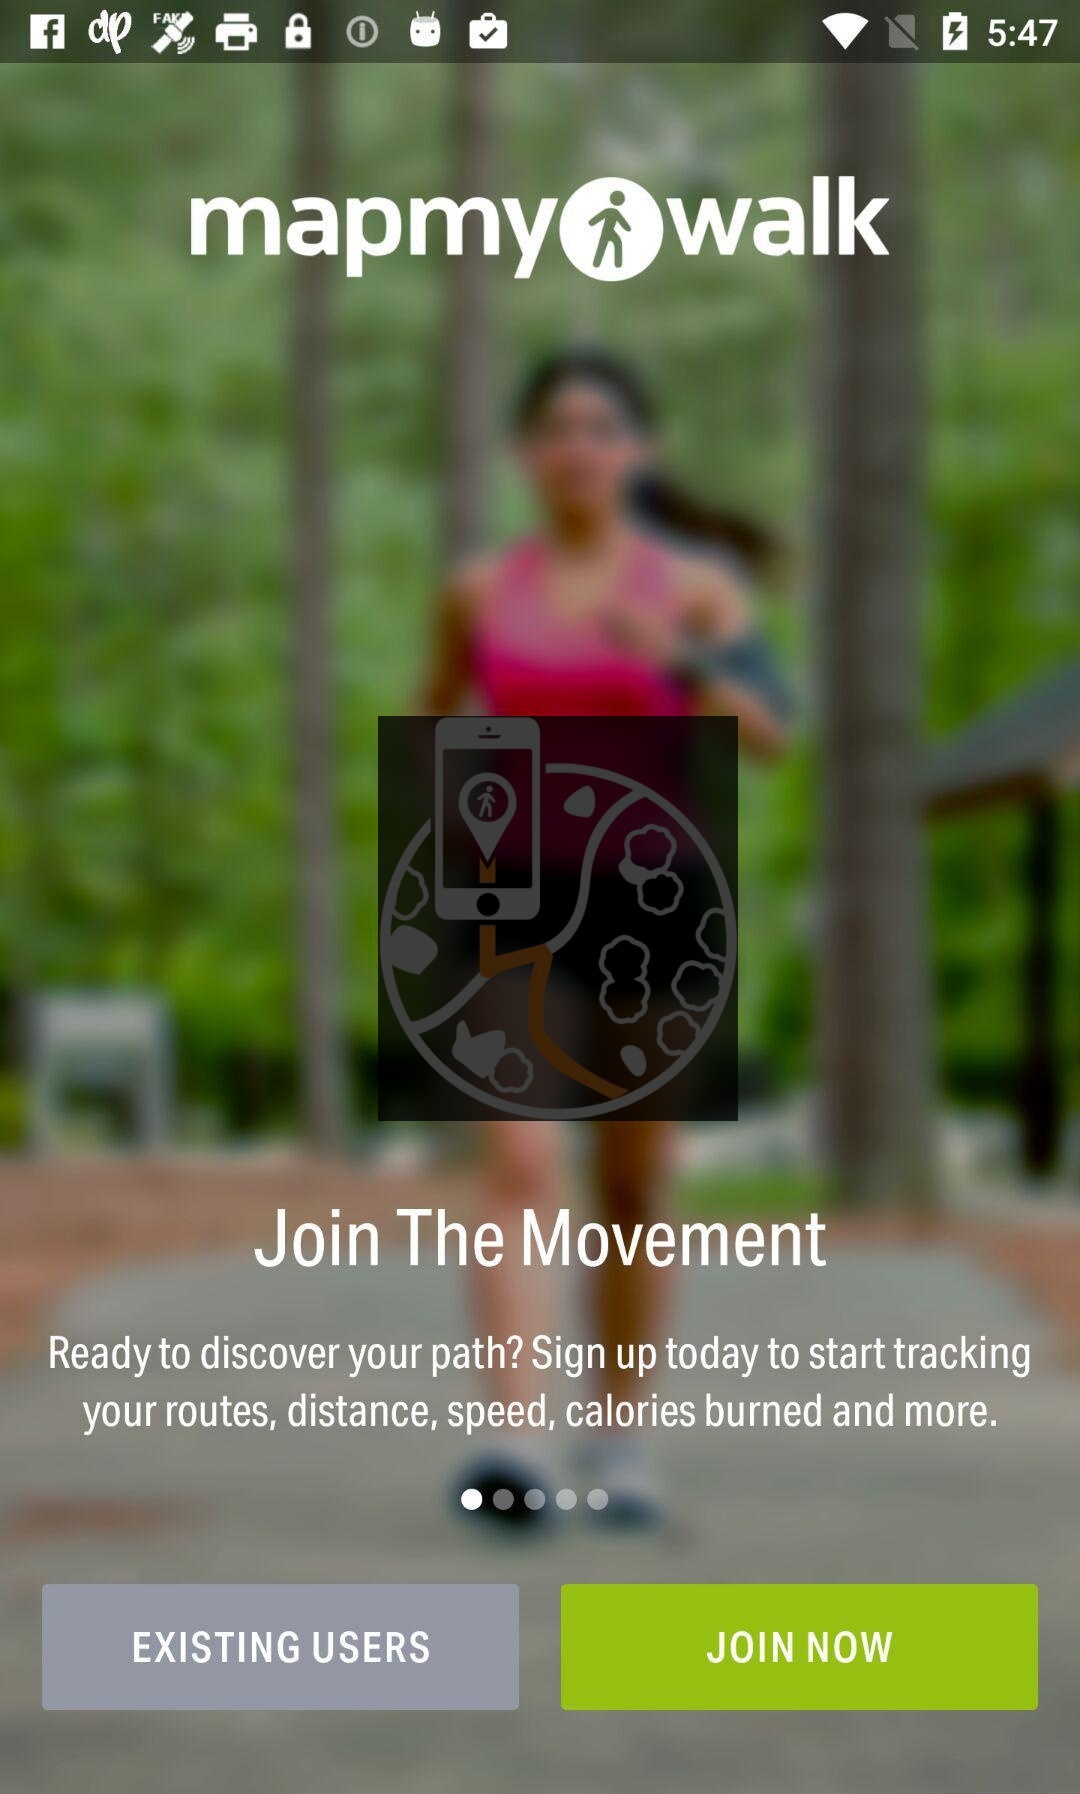 FAKE
5:47
mapmywalk
Join The Movement
Ready to discover your path? Sign up today to start tracking
your routes, distance, speed, calories burned and more.
EXISTING USERS
JOIN NOW